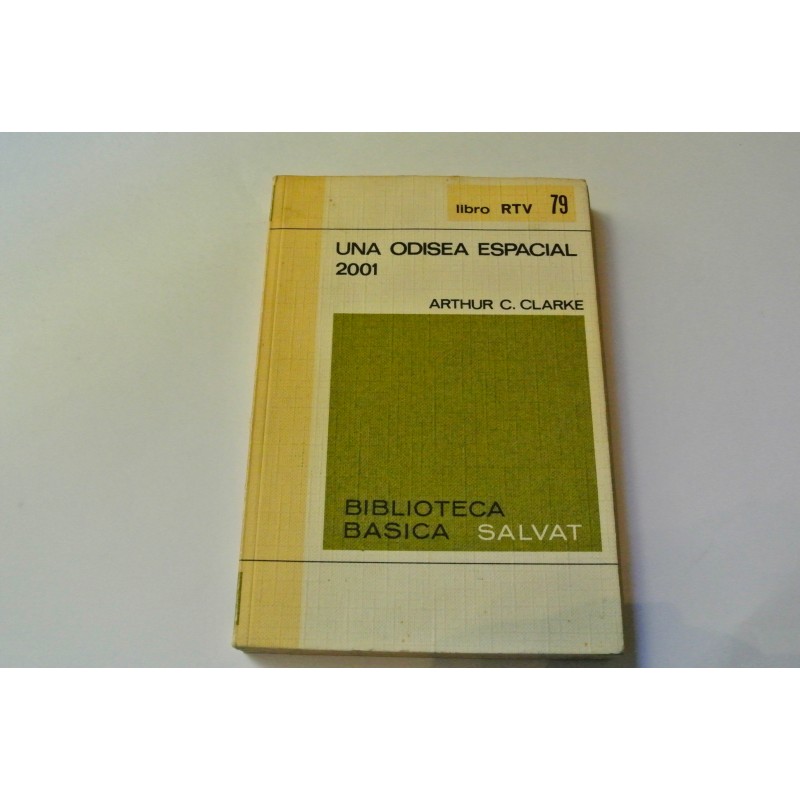 libro RTV 79
UNA ODISEA ESPACIAL
2001
ARTHUR C. CLARKE
BIBLIOTECA
BASICA SALVAT